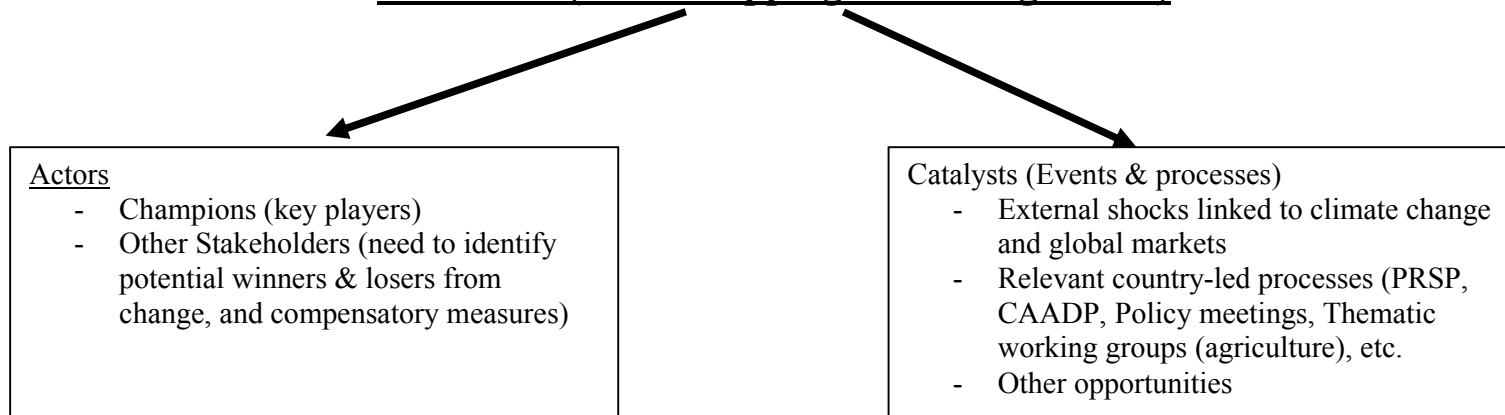 Actors
- Champions (key players)
- Other Stakeholders (need to identify
potential winners & losers from
change, and compensatory measures)
Catalysts (Events & processes)
- External shocks linked to climate change
and global markets
- Relevant country-led processes (PRSP,
CAADP, Policy meetings, Thematic
working groups (agriculture), etc.
- Other opportunities